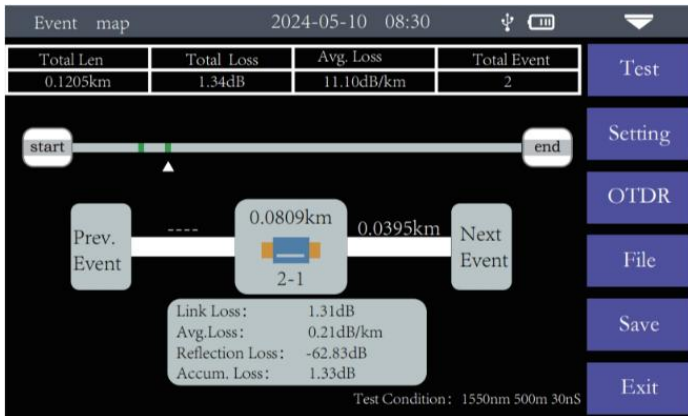 Event map 2024-05-10 08:30
Total Len Total Loss Avg. Loss Total Event
0.1205km 1.34dB 11.10dB/km 2
Test
Setting
OTDR
File
Save
Exit
start end
Prev.
Event
----
0.0809km
2-1
0.0395km
Next
Event
Link Loss: 1.31dB
Avg.Loss: 0.21dB/km
Reflection Loss: -62.83dB
Accum. Loss: 1.33dB
Test Condition: 1550nm 500m 30nS